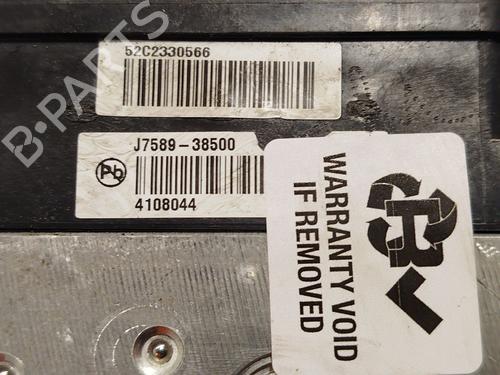 B-PARTS
52C2330566
J7589-38500
Pb
4108044
WARRANTY VOID
IF REMOVED